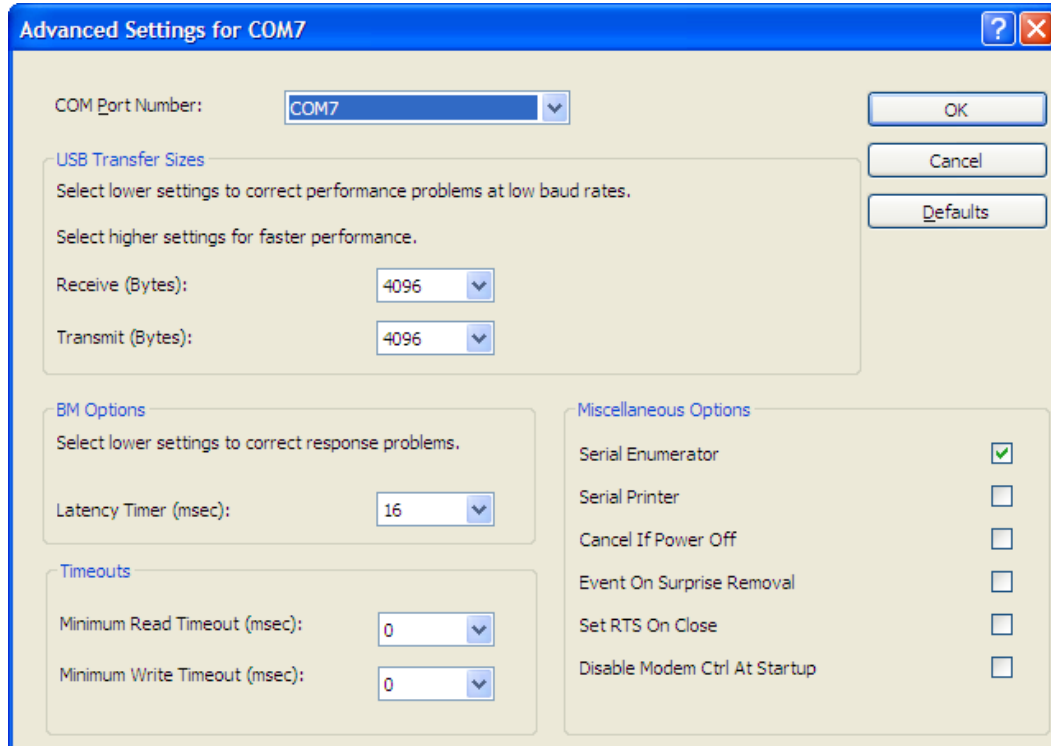 Advanced Settings for COM7
COM Port Number: COM7
OK
Cancel
Defaults
USB Transfer Sizes
Select lower settings to correct performance problems at low baud rates.
Select higher settings for faster performance.
Receive (Bytes): 4096
Transmit (Bytes): 4096
BM Options
Select lower settings to correct response problems.
Latency Timer (msec): 16
Timeouts
Minimum Read Timeout (msec): 0
Minimum Write Timeout (msec): 0
Miscellaneous Options
Serial Enumerator
Serial Printer
Cancel If Power Off
Event On Surprise Removal
Set RTS On Close
Disable Modem Ctrl At Startup